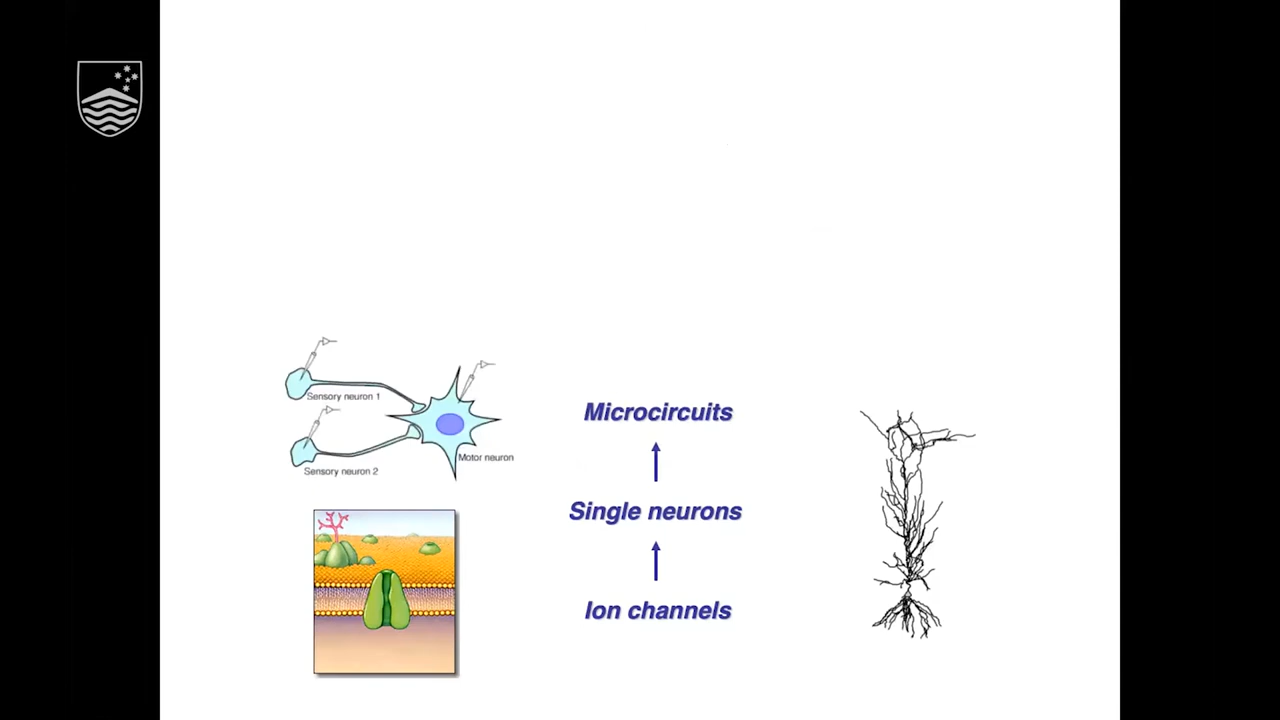 Sensory neuron 1
Sensory neuron 2
Motor neuron
Microcircuits
Single neurons
Ion channels